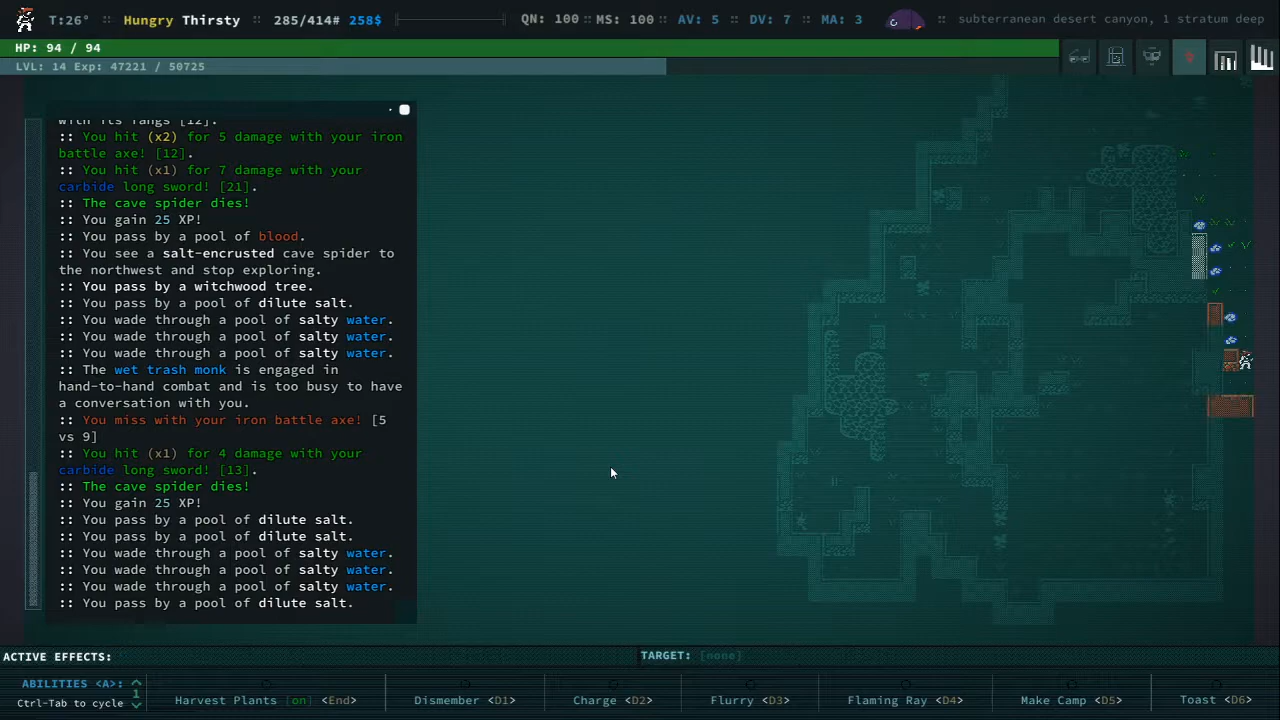 T:26° :: Hungry Thirsty :: 285/414# 258$ QN: 100 :: MS: 100 :: AV: 5 :: DV: 7 :: MA: 3 :: subterranean desert canyon, 1 stratum deep
HP: 94 / 94
LVL: 14 Exp: 47221 / 50725
with its fangs [12].
:: You hit (x2) for 5 damage with your iron
battle axe! [12].
:: You hit (x1) for 7 damage with your
carbide long sword! [21].
:: The cave spider dies!
:: You gain 25 XP!
:: You pass by a pool of blood.
:: You see a salt-encrusted cave spider to
the northwest and stop exploring.
:: You pass by a witchwood tree.
:: You pass by a pool of dilute salt.
:: You wade through a pool of salty water.
:: You wade through a pool of salty water.
:: You wade through a pool of salty water.
:: The wet trash monk is engaged in
hand-to-hand combat and is too busy to have
a conversation with you.
:: You miss with your iron battle axe! [5
vs 9]
:: You hit (x1) for 4 damage with your
carbide long sword! [13].
:: The cave spider dies!
:: You gain 25 XP!
:: You pass by a pool of dilute salt.
:: You pass by a pool of dilute salt.
:: You wade through a pool of salty water.
:: You wade through a pool of salty water.
:: You wade through a pool of salty water.
:: You pass by a pool of dilute salt.
ACTIVE EFFECTS:
TARGET: [none]
ABILITIES <A>:
1
Ctrl-Tab to cycle
Harvest Plants [on] <End>
Dismember <D1>
Charge <D2>
Flurry <D3>
Flaming Ray <D4>
Make Camp <D5>
Toast <D6>